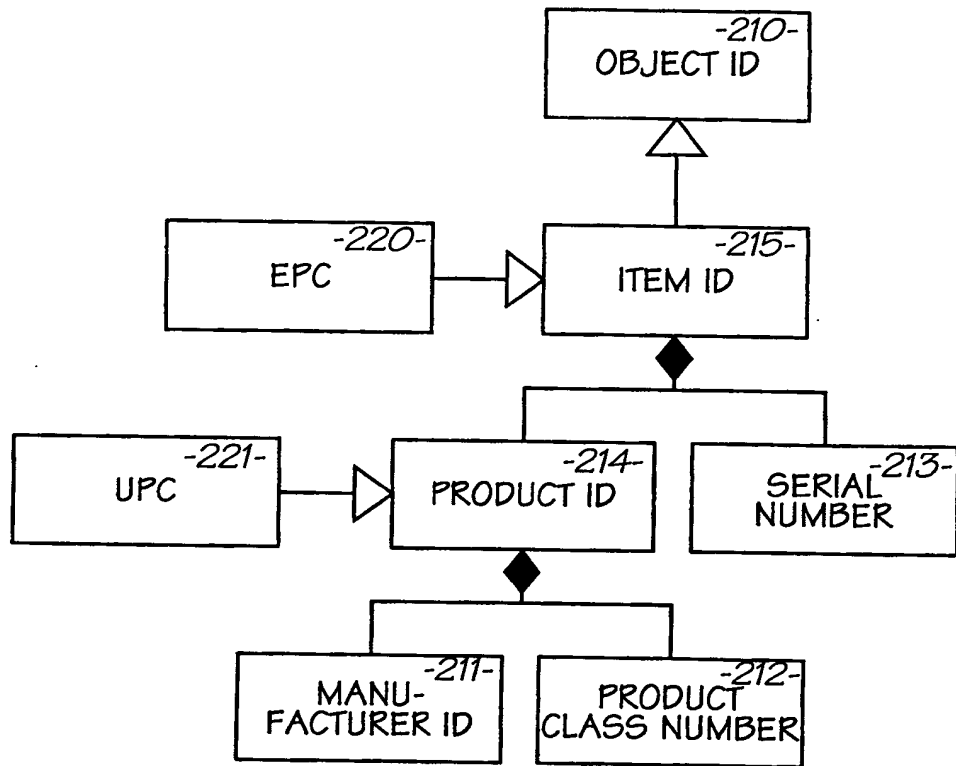 -210-
OBJECT ID
-220-
EPC
-215-
ITEM ID
-221-
UPC
-214-
PRODUCT ID
-213-
SERIAL
NUMBER
-211-
MANU-
FACTURER ID
-212-
PRODUCT
CLASS NUMBER